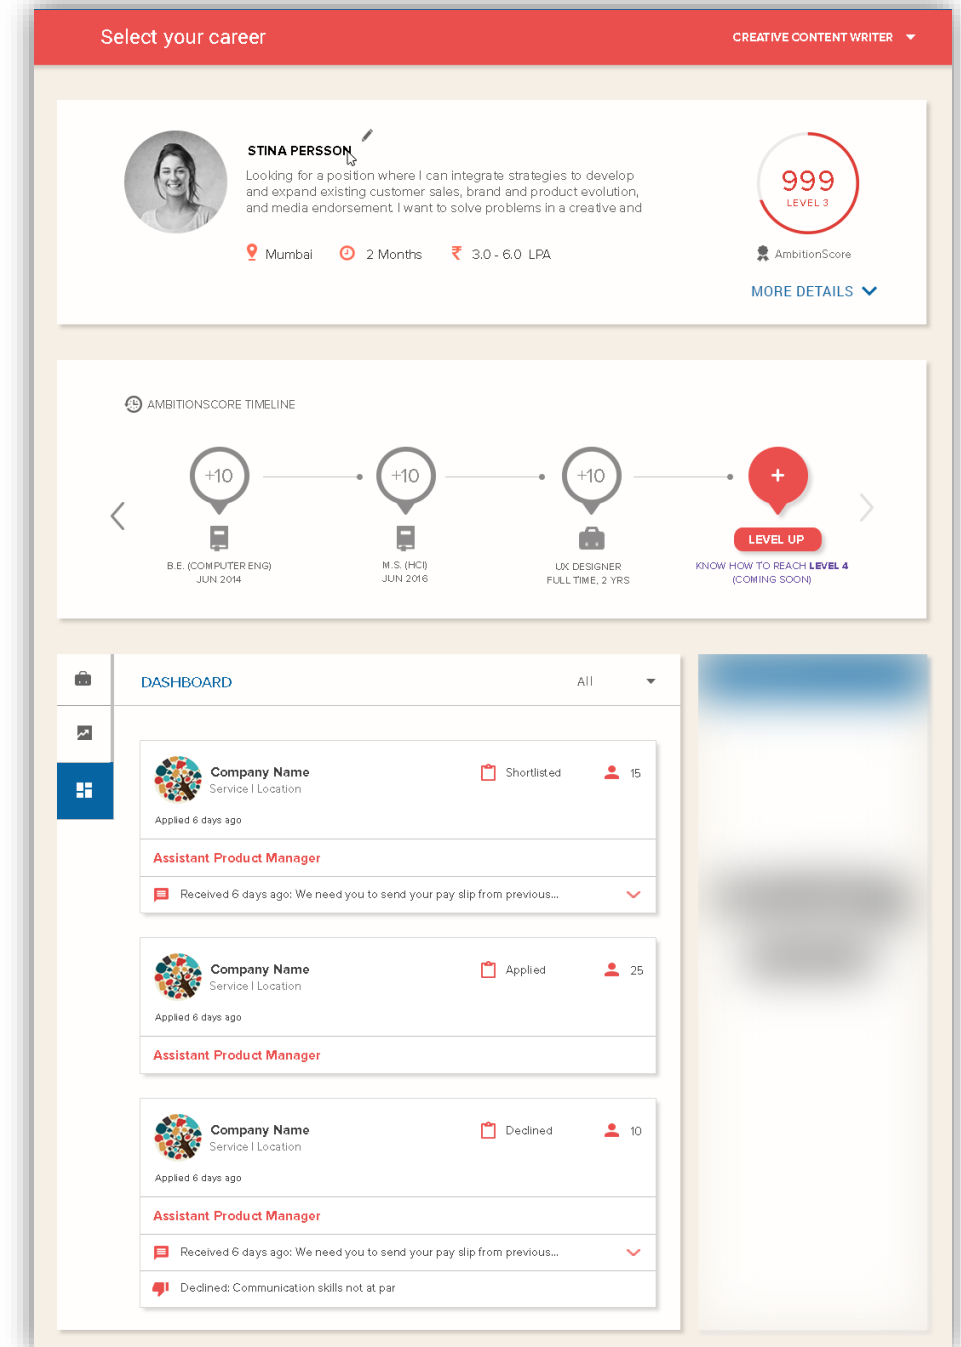 Select your career
CREATIVE CONTENT WRITER
STINA PERSSON
Looking for a position where I can integrate strategies to develop
and expand existing customer sales, brand and product evolution,
and media endorsement. I want to solve problems in a creative and
Mumbai
2 Months
₹ 3.0 - 6.0 LPA
999
LEVEL 3
AmbitionScore
MORE DETAILS
AMBITIONSCORE TIMELINE
+10
+10
+10
+
B.E. (COMPUTER ENG)
JUN 2014
M.S. (HCI)
JUN 2016
UX DESIGNER
FULL TIME, 2 YRS
LEVEL UP
KNOW HOW TO REACH LEVEL 4
(COMING SOON)
DASHBOARD
All
Company Name
Service | Location
Shortlisted
15
Applied 6 days ago
Assistant Product Manager
Received 6 days ago: We need you to send your pay slip from previous...
Company Name
Service | Location
Applied
25
Applied 6 days ago
Assistant Product Manager
Company Name
Service | Location
Declined
10
Applied 6 days ago
Assistant Product Manager
Received 6 days ago: We need you to send your pay slip from previous...
Declined: Communication skills not at par